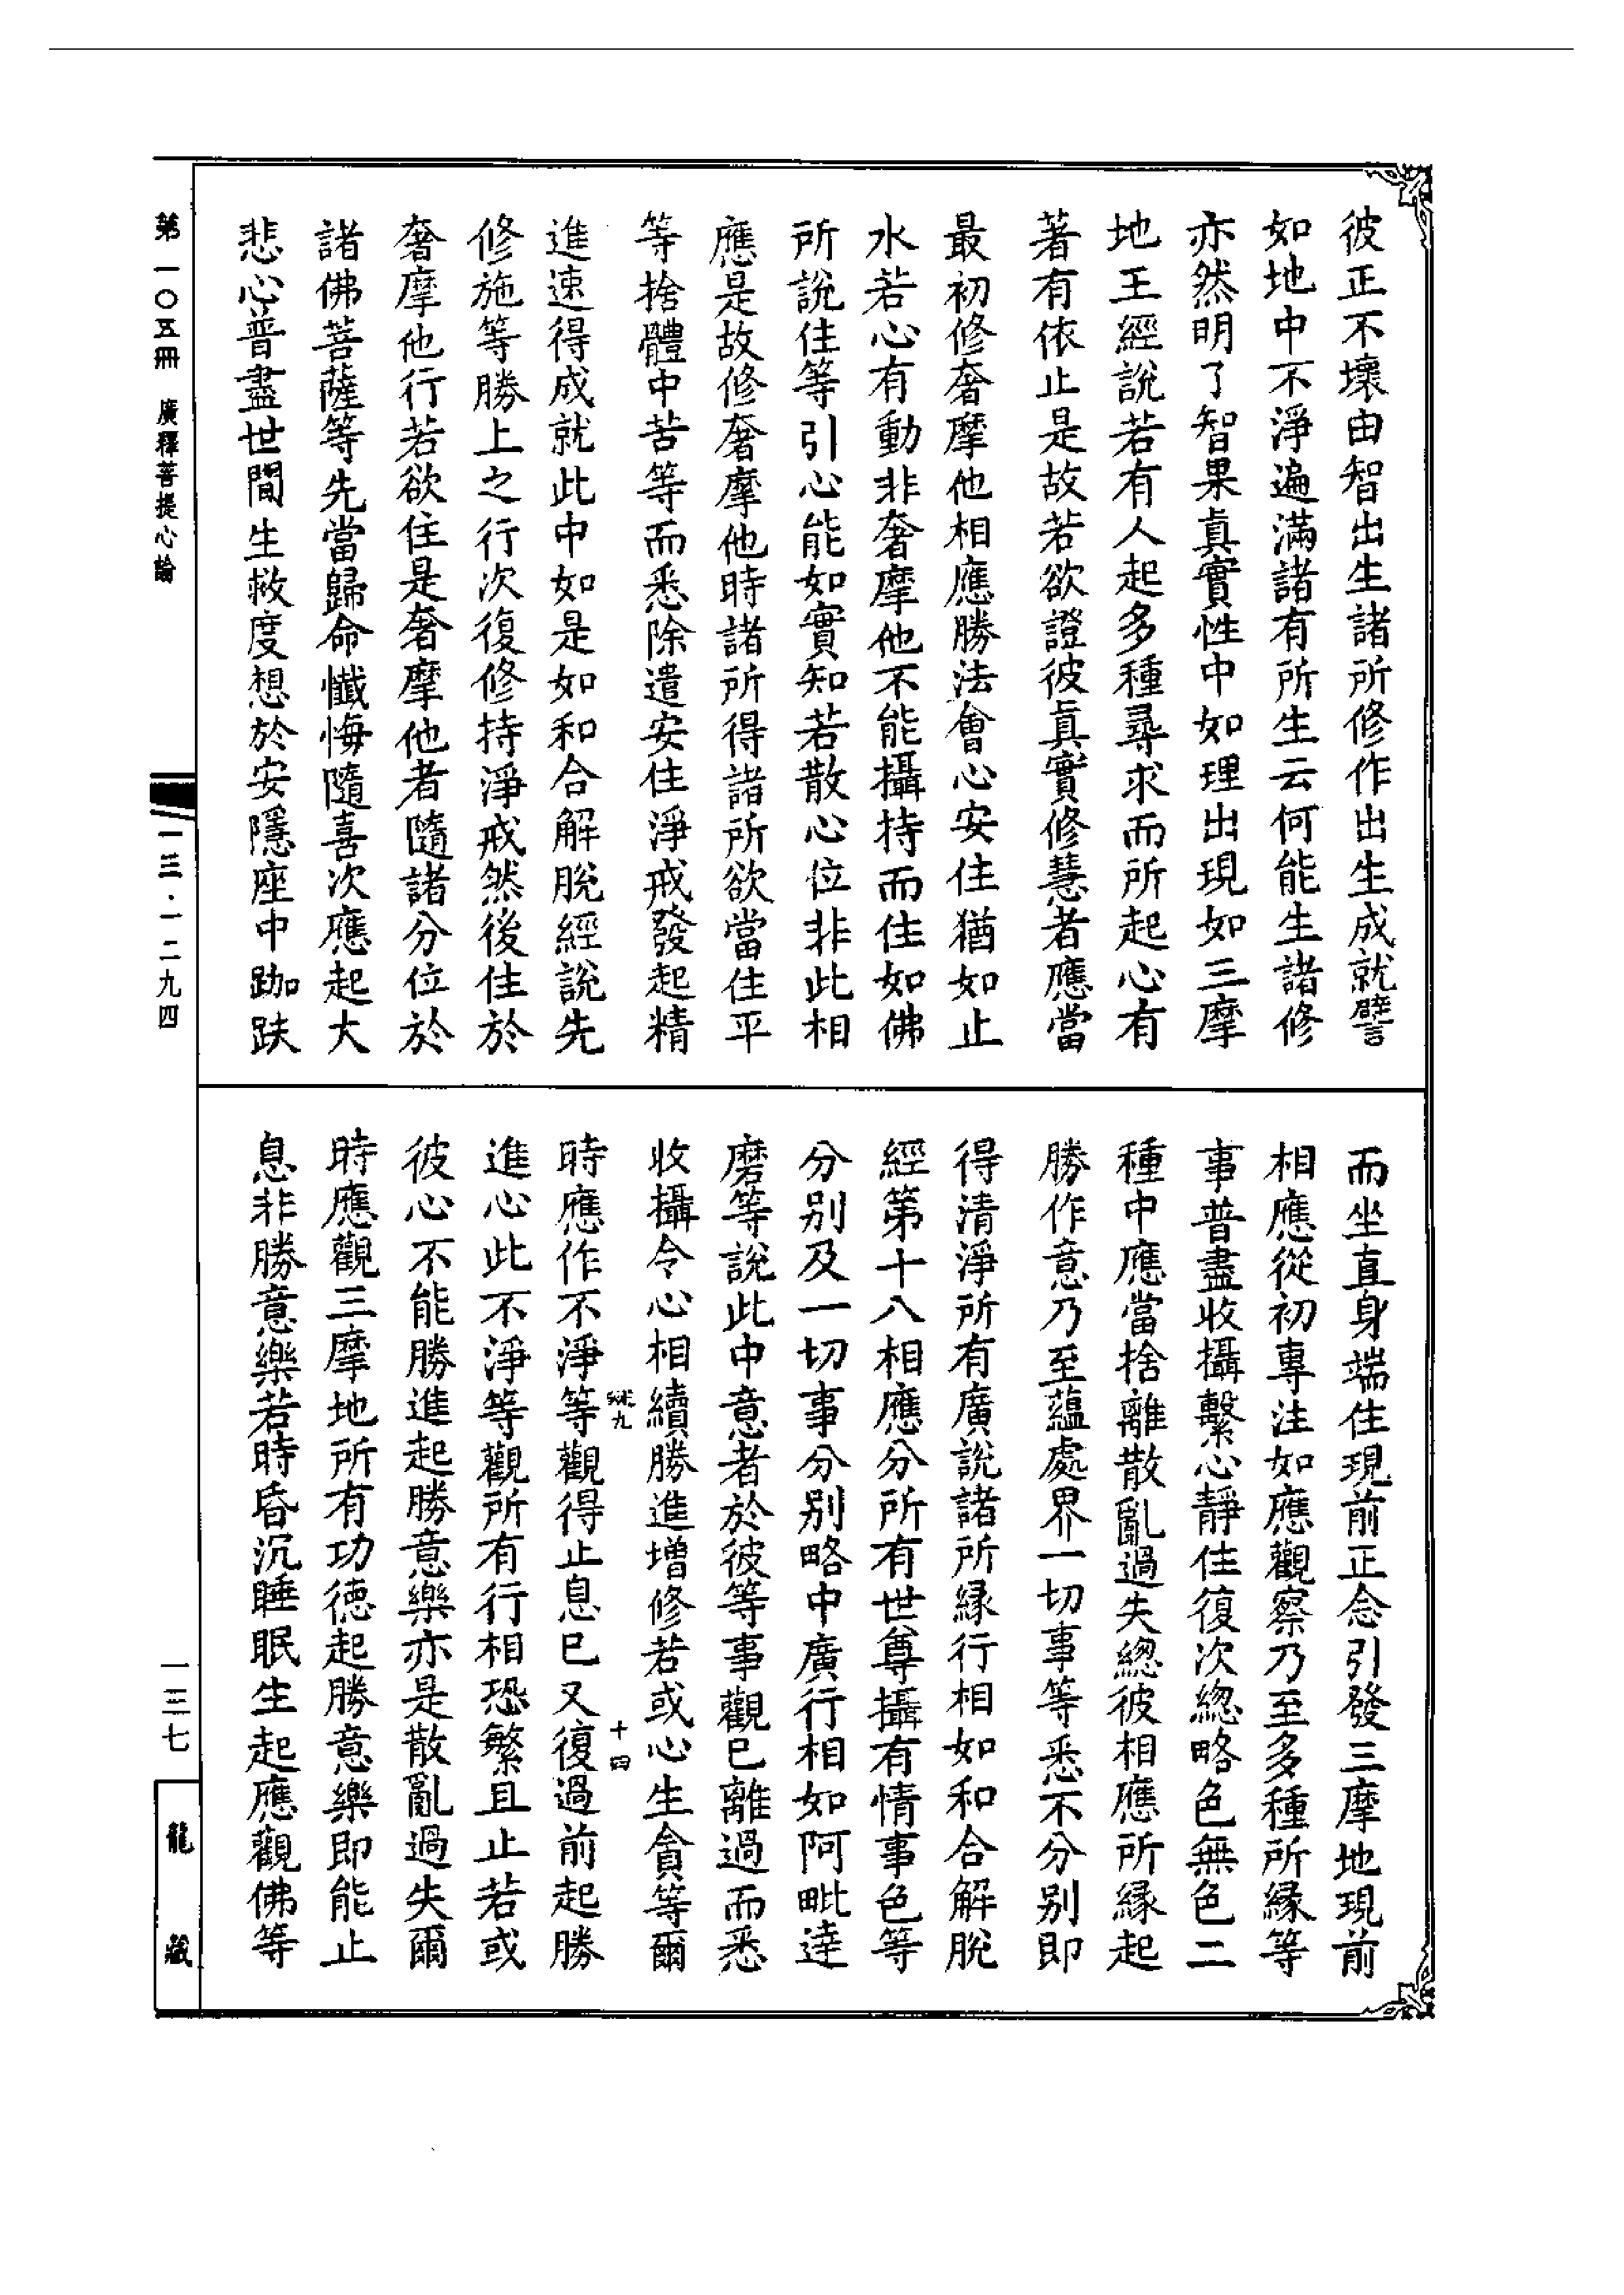 彼正不壞由智出生諸所修作出生成就譬
如地中不淨遍滿諸有所生云何能生諸修
亦然明了智果真實性中如理出現如三摩
地王經說若有人起多種尋求而所起心有
著有依止是故若欲證彼真實修慧者應當
最初修奢摩他相應勝法會心安住猶如止
水若心有動非奢摩他不能攝持而住如佛
所說住等引心能如實知若散心位非此相
應是故修奢摩他時諸所得諸所欲當住平
等捨體中苦等而悉除遣安住淨戒發起精
進速得成就此中如是如和合解脫經說先
修施等勝上之行次復修持淨戒然後住於
奢摩他行若欲住是奢摩他者隨諸分位於
諸佛菩薩等先當歸命懺悔隨喜次應起大
悲心普盡世間生救度想於安隱座中跏趺
而坐直身端住現前正念引發三摩地現前
相應從初專注如應觀察乃至多種所緣等
事普盡收攝繫心靜住復次總略色無色二
種中應當捨離散亂過失總彼相應所緣起
勝作意乃至蘊處界一切事等悉不分別即
得清淨所有廣說諸所緣行相如和合解脫
經第十八相應分所有世尊攝有情事色等
分別及一切事分別略中廣行相如阿毗達
磨等說此中意者於彼等事觀已離過而悉
收攝令心相續勝進增修若或心生貪等爾
時應作不淨等觀得止息已又復過前起勝
進心此不淨等觀所有行相恐繁且止若或
彼心不能勝進起勝意樂亦是散亂過失爾
時應觀三摩地所有功德起勝意樂即能止
息非勝意樂若時昏沉睡眠生起應觀佛等
九
十四
第一〇五冊 廣釋菩提心論
一三·一二九四
一三七
龍藏